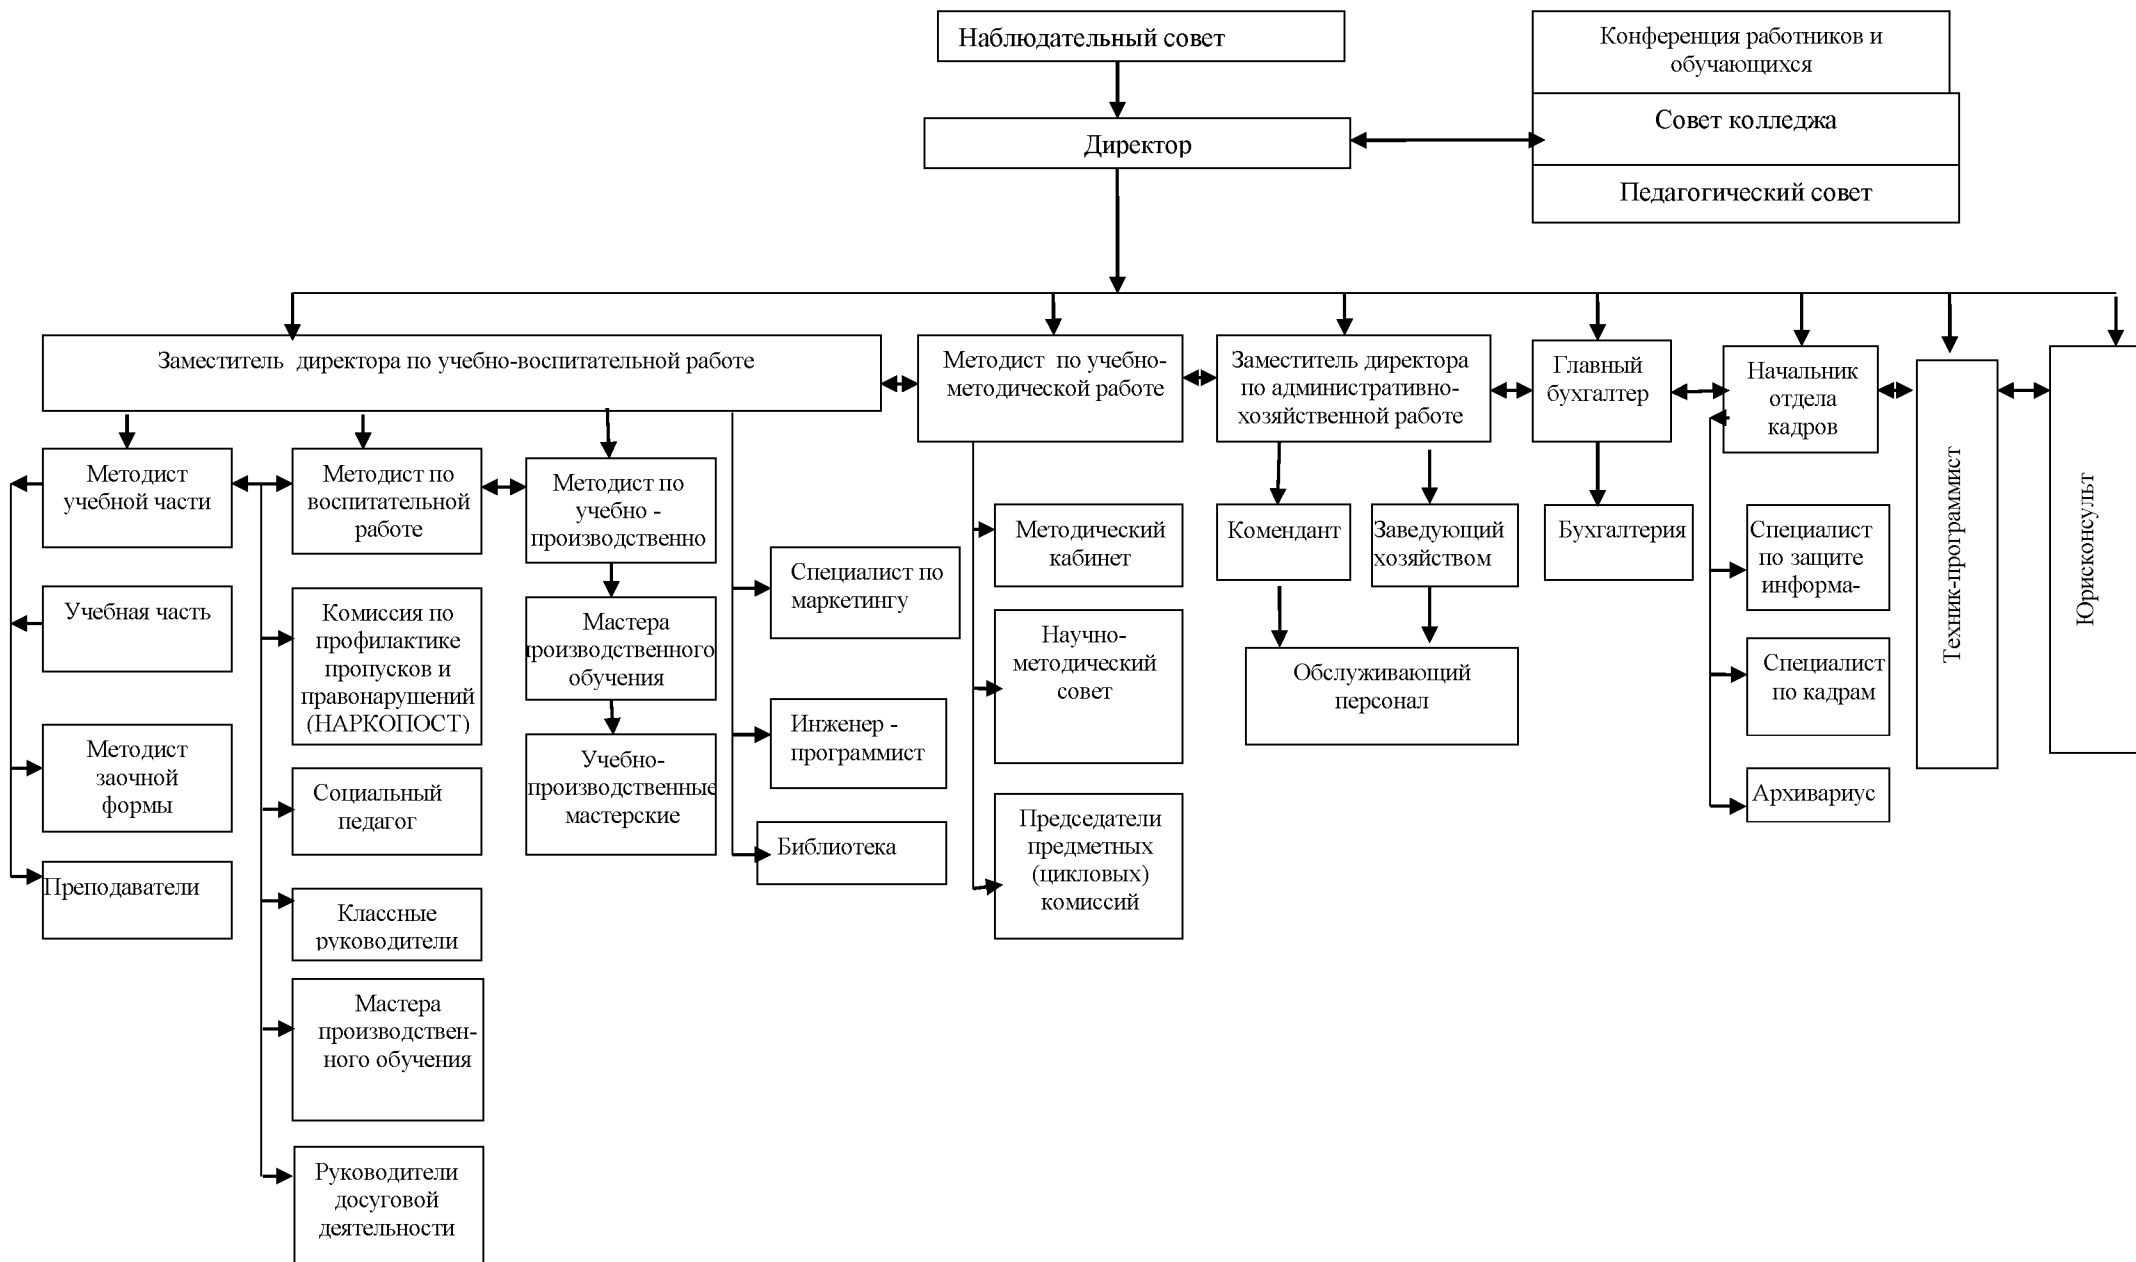 Наблюдательный совет
Конференция работников и
обучающихся
Совет колледжа
Педагогический совет
Директор
Заместитель директора по учебно-воспитательной работе
Методист по учебно-
методической работе
Заместитель директора
по административно-
хозяйственной работе
Главный
бухгалтер
Начальник
отдела
кадров
Техник-программист
Юрисконсульт
Методист
учебной части
Методист по
воспитательной
работе
Методист по
учебно -
производственно
Учебная часть
Методист
заочной
формы
Преподаватели
Комиссия по
профилактике
пропусков и
правонарушений
(НАРКОПОСТ)
Социальный
педагог
Классные
руководители
Мастера
производствен-
ного обучения
Руководители
досуговой
деятельности
Мастера
производственного
обучения
Учебно-
производственные
мастерские
Специалист по
маркетингу
Инженер -
программист
Библиотека
Методический
кабинет
Научно-
методический
совет
Председатели
предметных
(цикловых)
комиссий
Комендант
Заведующий
хозяйством
Обслуживающий
персонал
Бухгалтерия
Специалист
по защите
информа-
Специалист
по кадрам
Архивариус